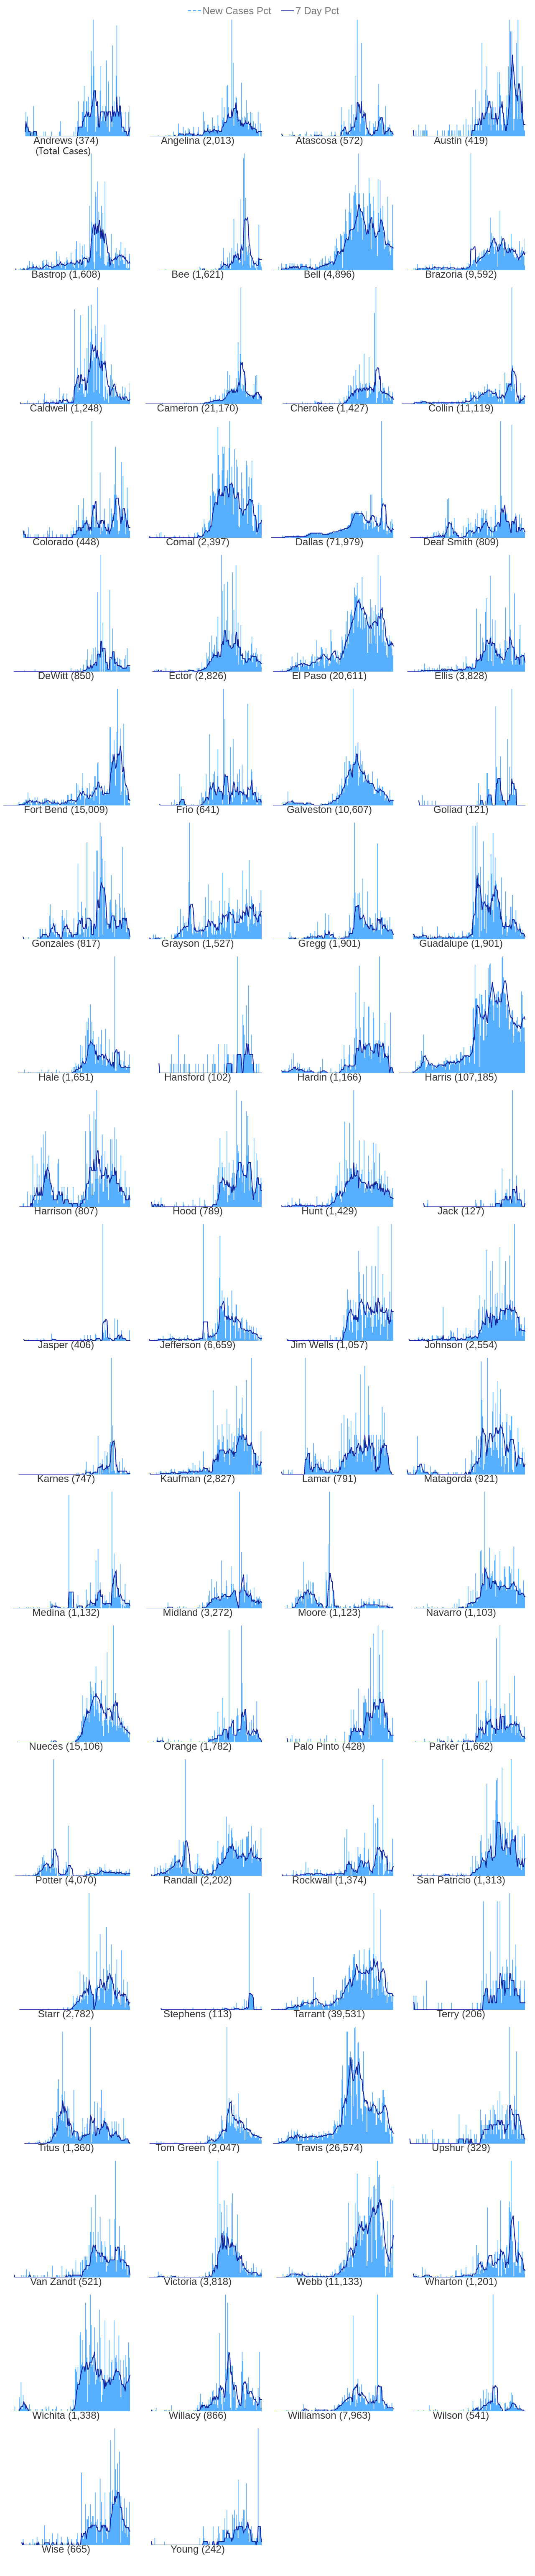 New Cases Pct 7 Day Pct
Andrews (374) Angelina (2,013) Atascosa (572) Austin (419)
(Total Cases)
Bastrop (1,608) Bee (1,621) Bell (4,896) Brazoria (9,592)
Caldwell (1,248) Cameron (21,170) Cherokee (1,427) Collin (11,119)
Colorado (448) Comal (2,397) Dallas (71,979) Deaf Smith (809)
DeWitt (850) Ector (2,826) El Paso (20,611) Ellis (3,828)
Fort Bend (15,009) Frio (641) Galveston (10,607) Goliad (121)
Gonzales (817) Grayson (1,527) Gregg (1,901) Guadalupe (1,901)
Hale (1,651) Hansford (102) Hardin (1,166) Harris (107,185)
Harrison (807) Hood (789) Hunt (1,429) Jack (127)
Jasper (406) Jefferson (6,659) Jim Wells (1,057) Johnson (2,554)
Karnes (747) Kaufman (2,827) Lamar (791) Matagorda (921)
Medina (1,132) Midland (3,272) Moore (1,123) Navarro (1,103)
Nueces (15,106) Orange (1,782) Palo Pinto (428) Parker (1,662)
Potter (4,070) Randall (2,202) Rockwall (1,374) San Patricio (1,313)
Starr (2,782) Stephens (113) Tarrant (39,531) Terry (206)
Titus (1,360) Tom Green (2,047) Travis (26,574) Upshur (329)
Van Zandt (521) Victoria (3,818) Webb (11,133) Wharton (1,201)
Wichita (1,338) Willacy (866) Williamson (7,963) Wilson (541)
Wise (665) Young (242)